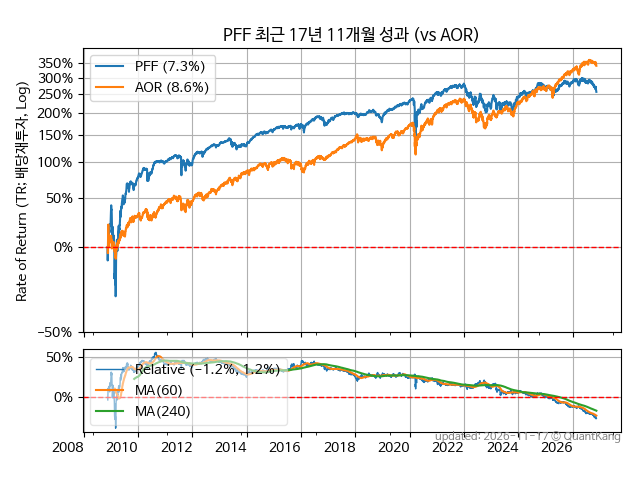 PFF 최근 17년 11개월 성과 (vs AOR)
Rate of Return (TR; 배당재투자, Log)
350%
300%
250%
200%
150%
100%
50%
0%
−50%
PFF (7.3%)
AOR (8.6%)
50%
0%
Relative (−1.2%, 1.2%)
MA(60)
MA(240)
updated: 2026-11-17 © QuantKang
2008 2010 2012 2014 2016 2018 2020 2022 2024 2026